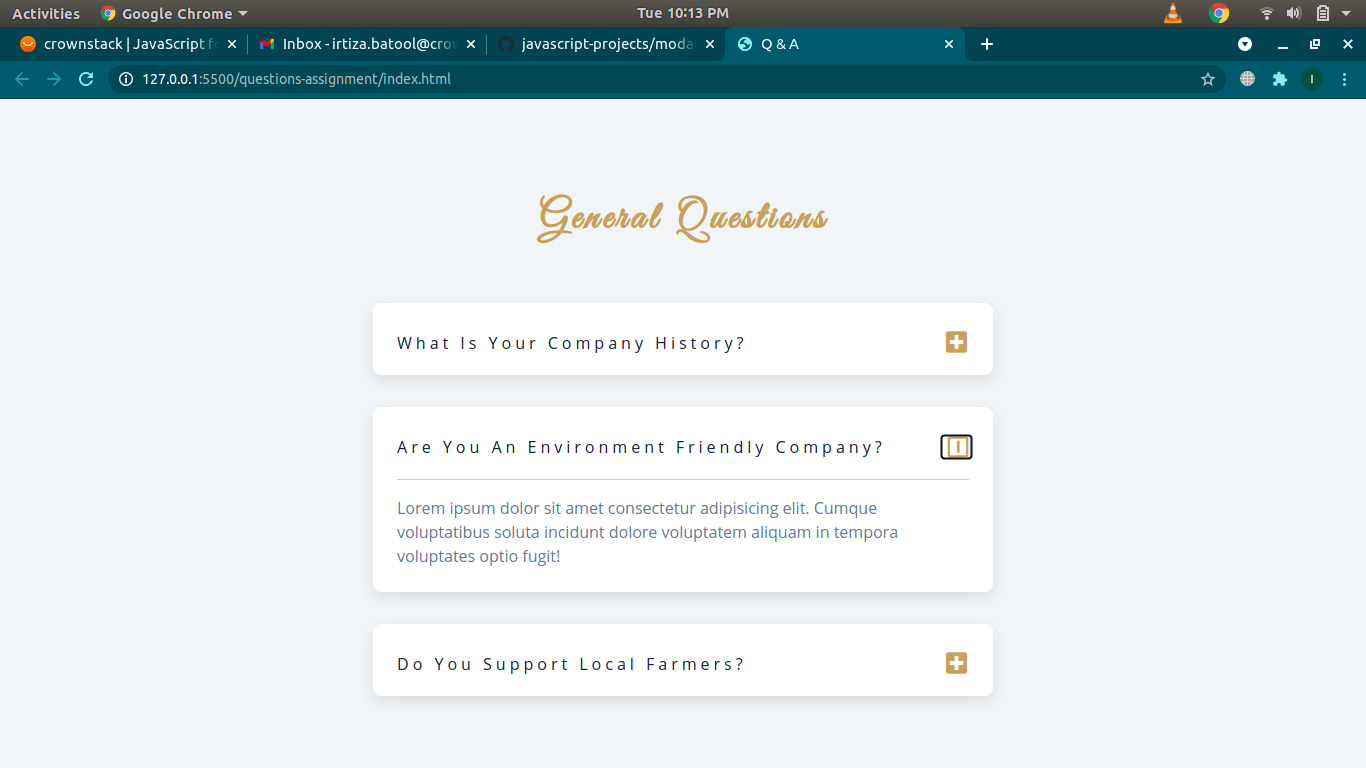 Activities Google Chrome Tue 10:13 PM
crownstack | JavaScript f Inbox - irtiza.batool@cro javascript-projects/moda Q & A
127.0.0.1:5500/questions-assignment/index.html I
General Questions
What Is Your Company History?
Are You An Environment Friendly Company?
Lorem ipsum dolor sit amet consectetur adipisicing elit. Cumque
voluptatibus soluta incidunt dolore voluptatem aliquam in tempora
voluptates optio fugit!
Do You Support Local Farmers?